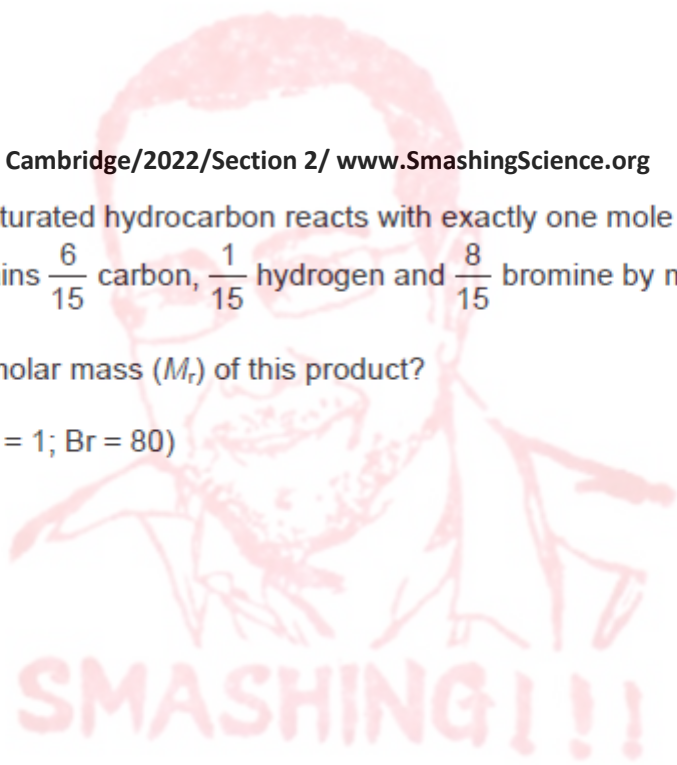 Cambridge/2022/Section 2/ www.SmashingScience.org
turated hydrocarbon reacts with exactly one mole
ins 6/15 carbon, 1/15 hydrogen and 8/15 bromine by m
nolar mass (Mr) of this product?
= 1; Br = 80)
SMASHING!!!